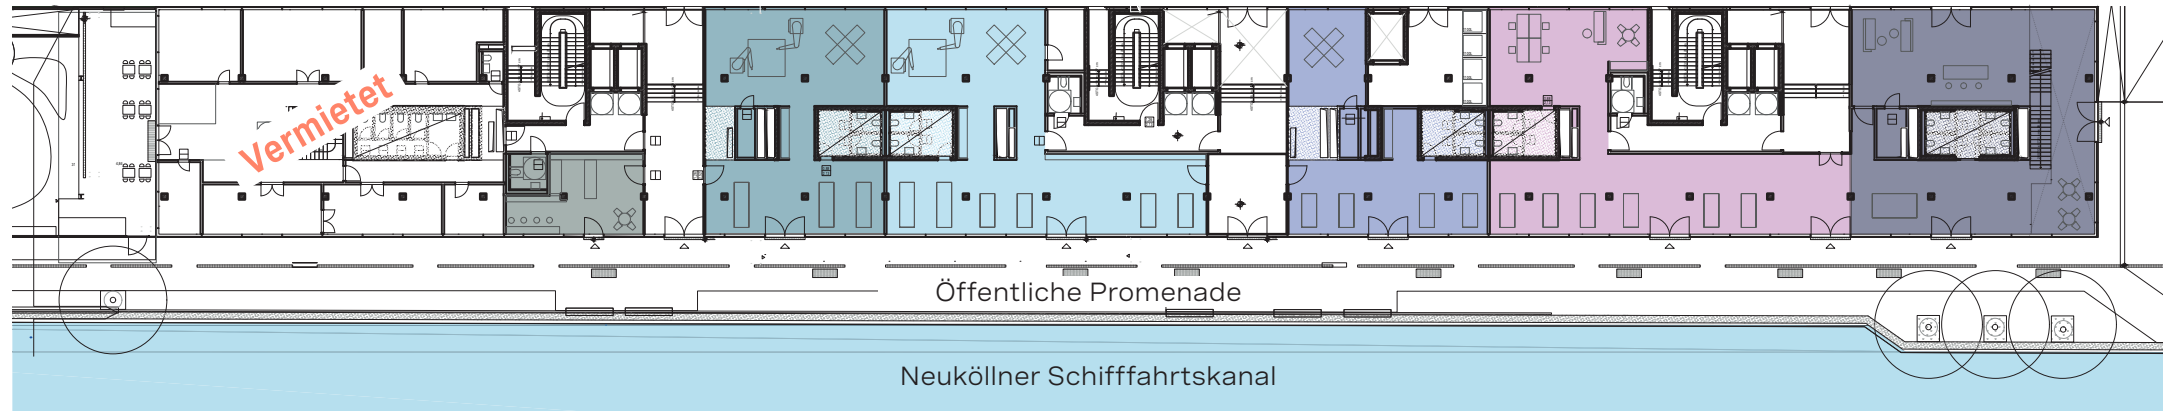 Vermietet
Öffentliche Promenade
Neuköllner Schifffahrtskanal